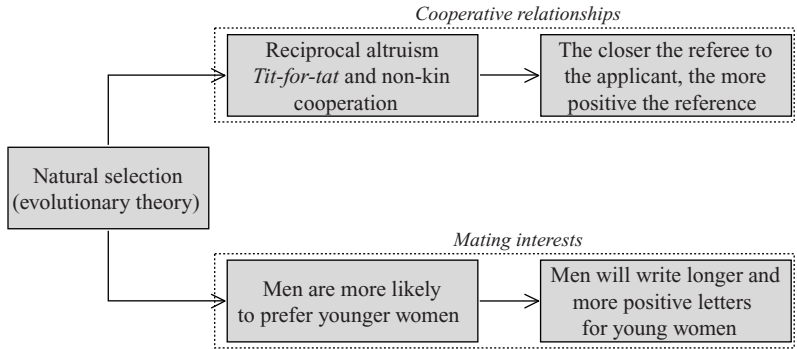 Cooperative relationships
Reciprocal altruism
Tit-for-tat and non-kin
cooperation
The closer the referee to
the applicant, the more
positive the reference
Natural selection
(evolutionary theory)
Mating interests
Men are more likely
to prefer younger women
Men will write longer and
more positive letters
for young women